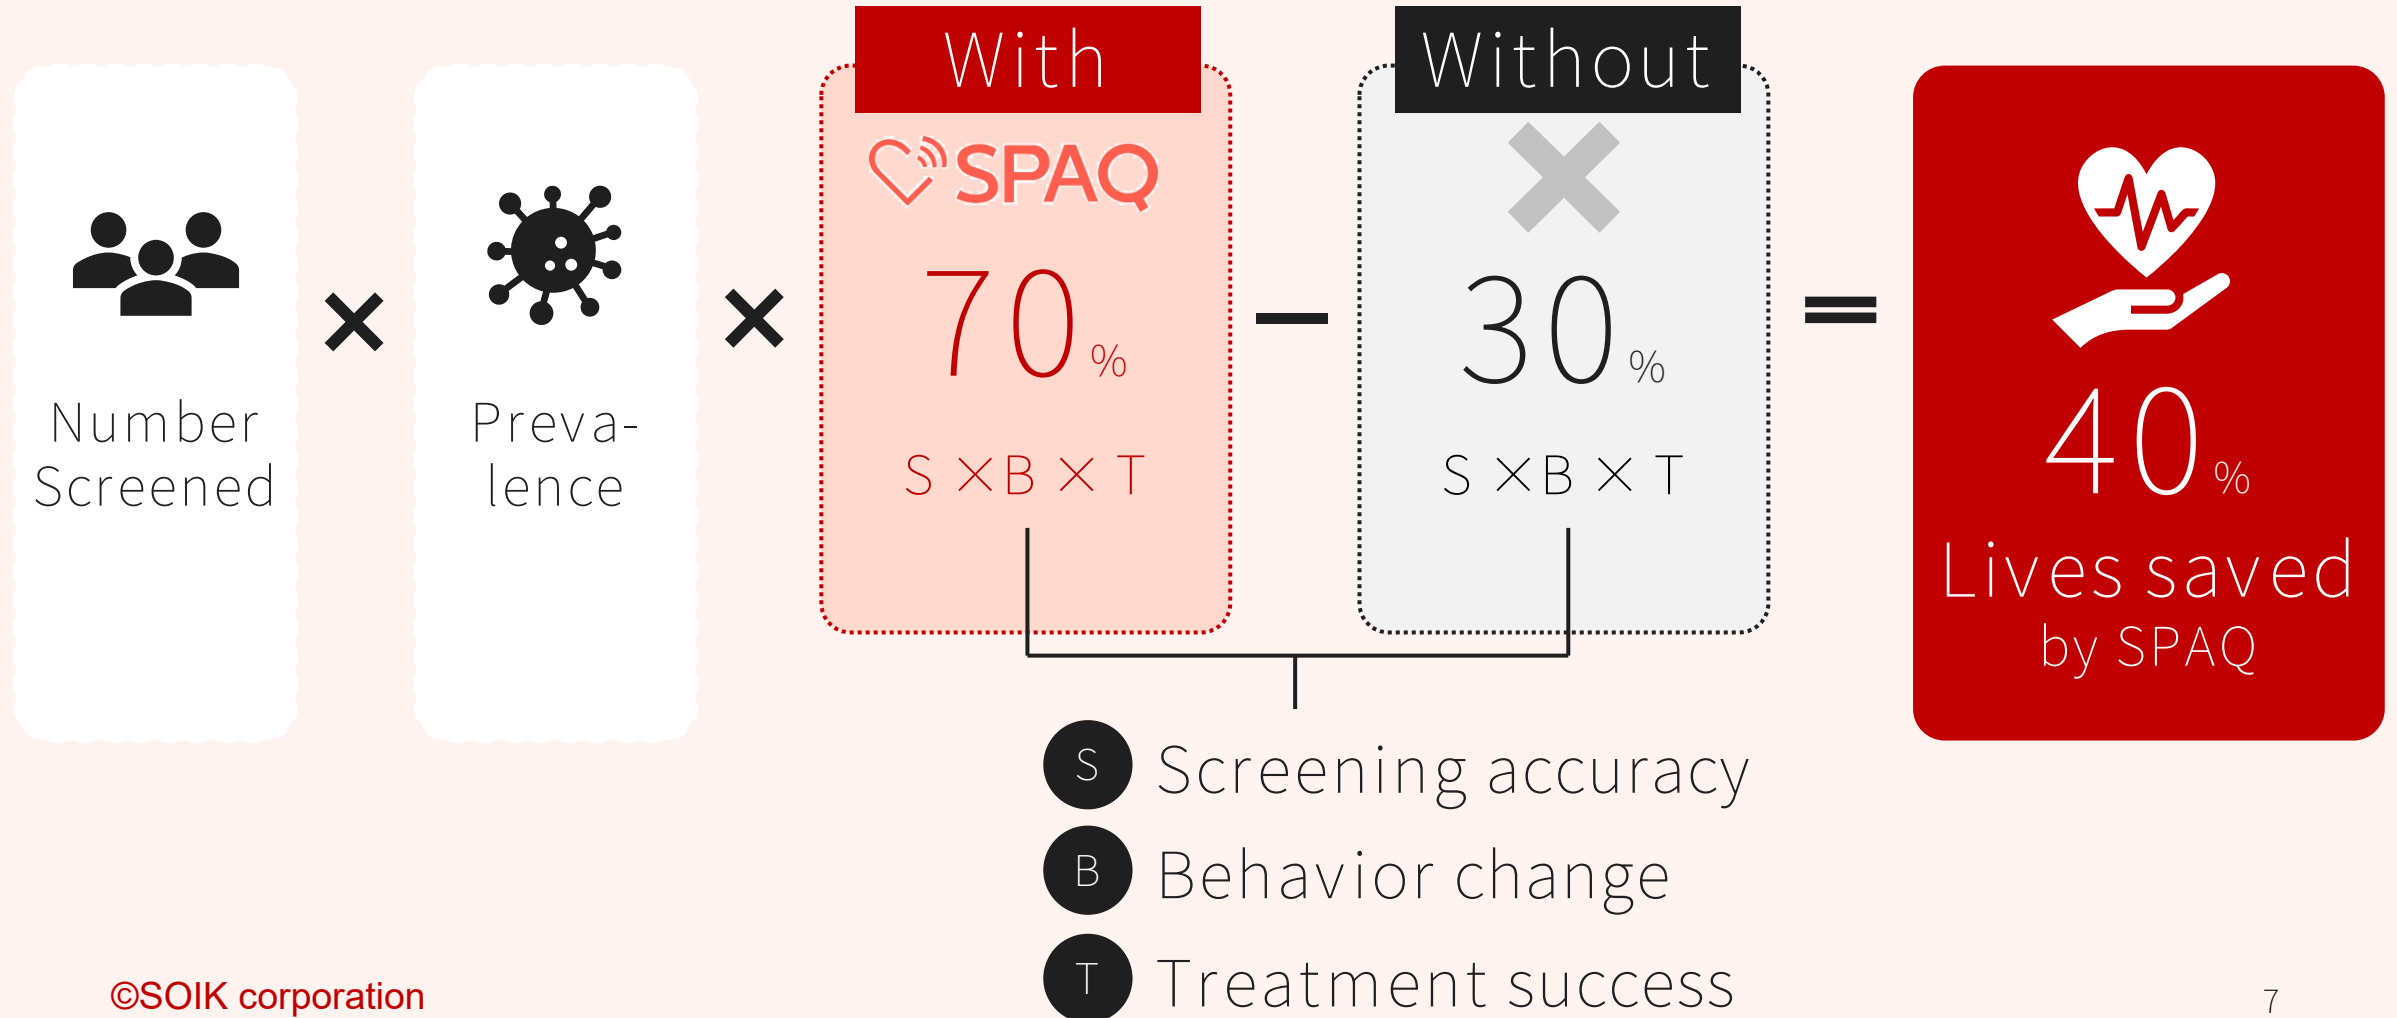 Number
Screened
×
Preva-
lence
×
With
SPAQ
70%
S ×B × T
−
Without
30%
S ×B × T
=
40%
Lives saved
by SPAQ
S Screening accuracy
B Behavior change
T Treatment success
©SOIK corporation
7